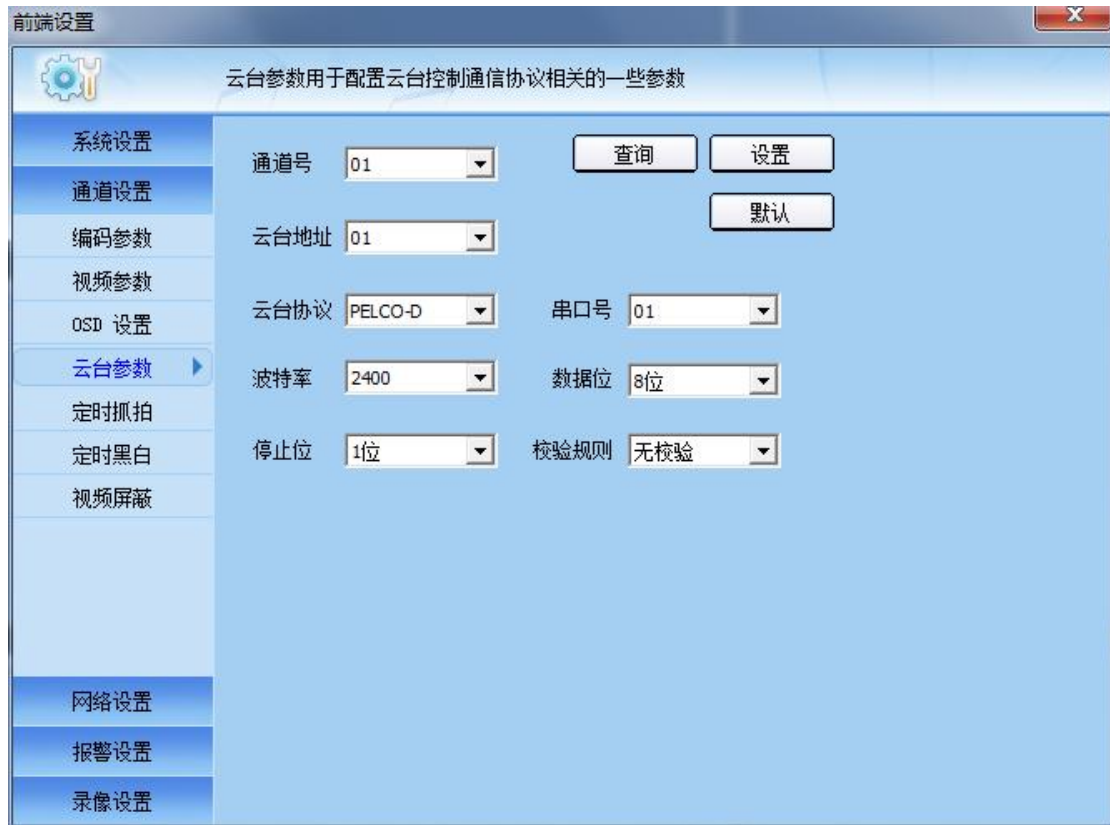 前端设置
云台参数用于配置云台控制通信协议相关的一些参数
系统设置
通道设置
编码参数
视频参数
OSD 设置
云台参数
定时抓拍
定时黑白
视频屏蔽
网络设置
报警设置
录像设置
通道号 01 查询 设置
默认
云台地址 01
云台协议 PELCO-D 串口号 01
波特率 2400 数据位 8位
停止位 1位 校验规则 无校验